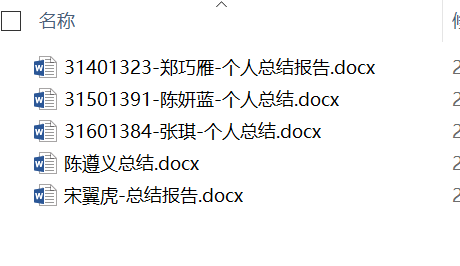 名称
31401323-郑巧雁-个人总结报告.docx
31501391-陈妍蓝-个人总结.docx
31601384-张琪-个人总结.docx
陈遵义总结.docx
宋翼虎-总结报告.docx